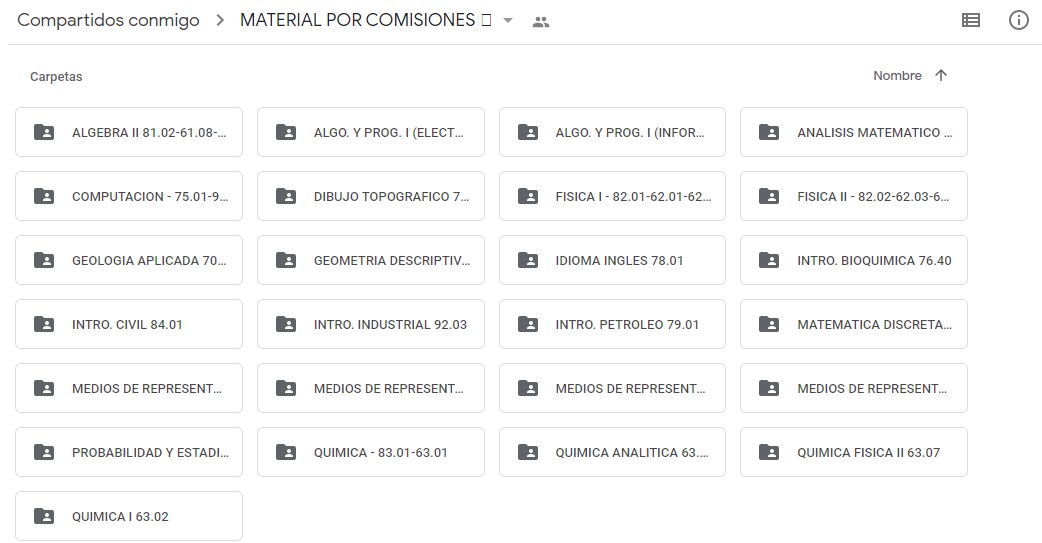 Compartidos conmigo > MATERIAL POR COMISIONES
Carpetas Nombre
ALGEBRA II 81.02-61.08-... ALGO. Y PROG. I (ELECT... ALGO. Y PROG. I (INFOR... ANALISIS MATEMATICO ...
COMPUTACION - 75.01-9... DIBUJO TOPOGRAFICO 7... FISICA I - 82.01-62.01-62... FISICA II - 82.02-62.03-6...
GEOLOGIA APLICADA 70... GEOMETRIA DESCRIPTIV... IDIOMA INGLES 78.01 INTRO. BIOQUIMICA 76.40
INTRO. CIVIL 84.01 INTRO. INDUSTRIAL 92.03 INTRO. PETROLEO 79.01 MATEMATICA DISCRETA...
MEDIOS DE REPRESENT... MEDIOS DE REPRESENT... MEDIOS DE REPRESENT... MEDIOS DE REPRESENT...
PROBABILIDAD Y ESTADI... QUIMICA - 83.01-63.01 QUIMICA ANALITICA 63.... QUIMICA FISICA II 63.07
QUIMICA I 63.02